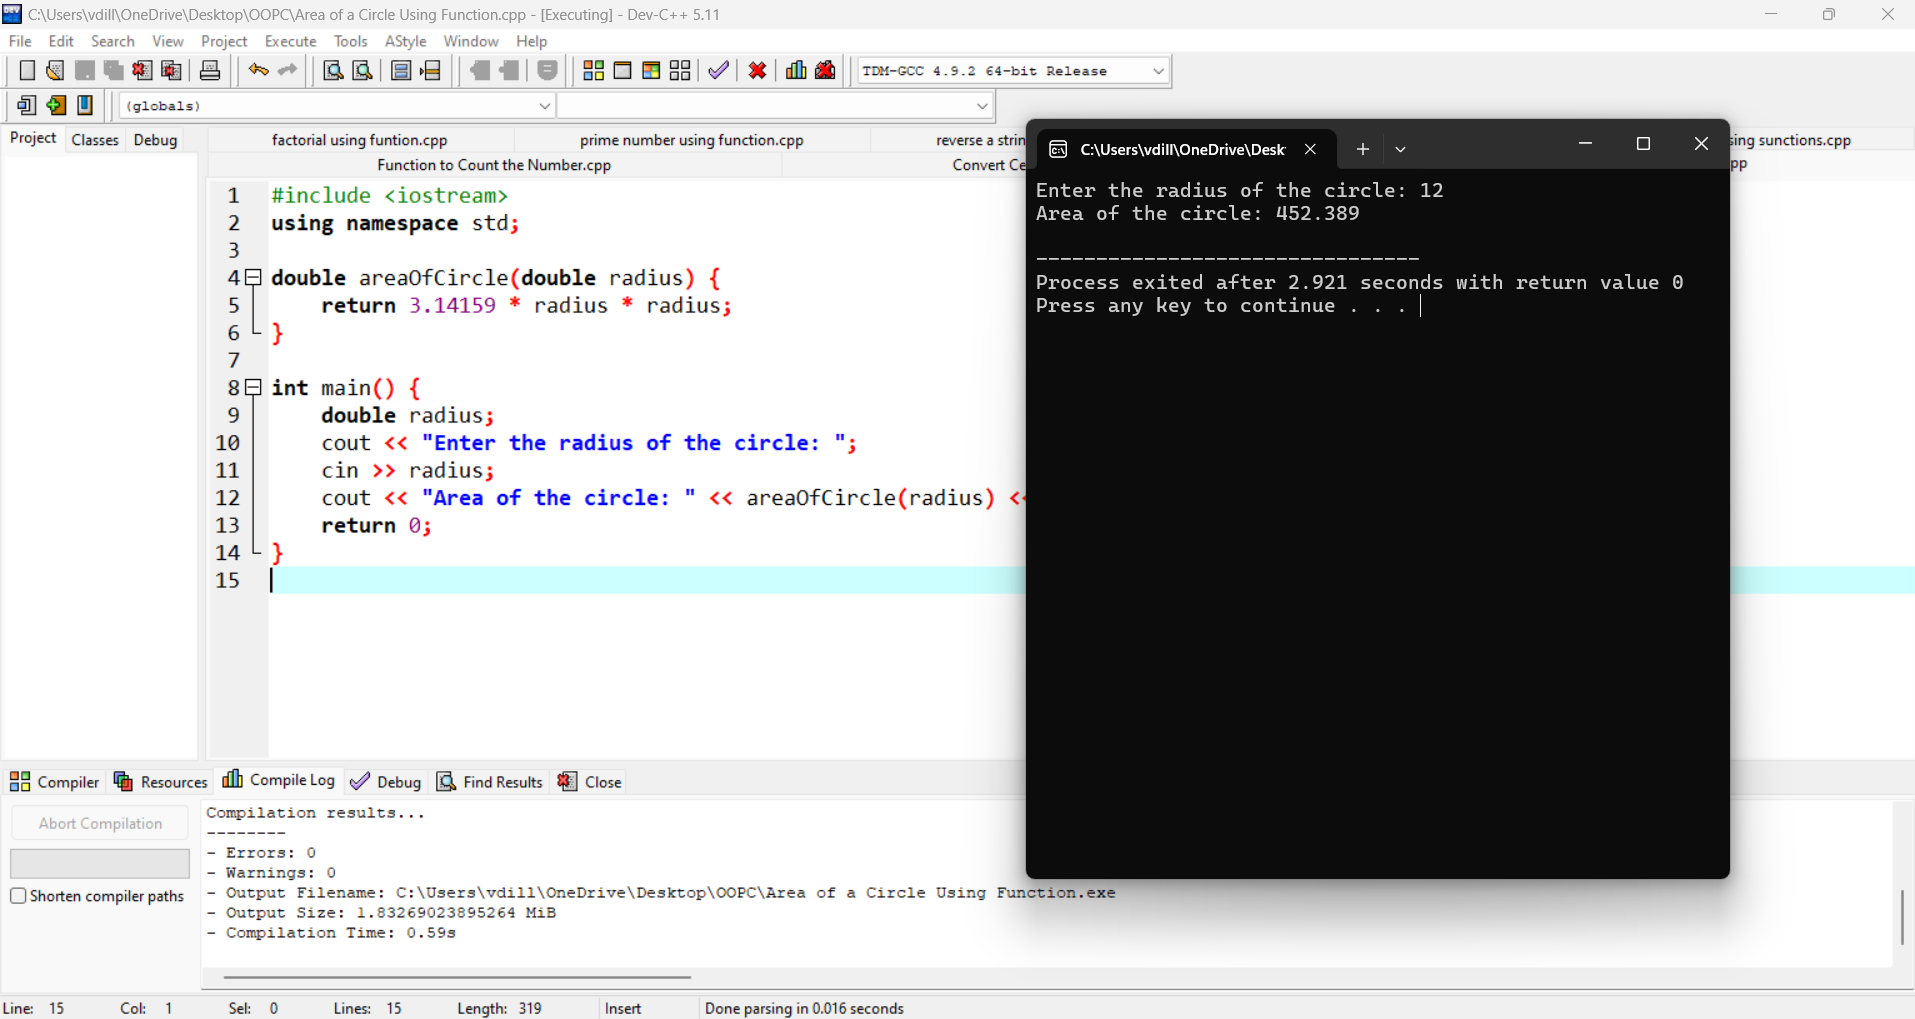 C:\Users\vdill\OneDrive\Desktop\OOPC\Area of a Circle Using Function.cpp - [Executing] - Dev-C++ 5.11
File Edit Search View Project Execute Tools AStyle Window Help
TDM-GCC 4.9.2 64-bit Release
(globals)
Project Classes Debug
factorial using funtion.cpp prime number using function.cpp reverse a strin sing sunctions.cpp
Function to Count the Number.cpp Convert Ce pp
1 #include <iostream>
2 using namespace std;
3
4 double areaOfCircle(double radius) {
5 return 3.14159 * radius * radius;
6 }
7
8 int main() {
9 double radius;
10 cout << "Enter the radius of the circle: ";
11 cin >> radius;
12 cout << "Area of the circle: " << areaOfCircle(radius) <<
13 return 0;
14 }
15
C:\Users\vdill\OneDrive\Desk
Enter the radius of the circle: 12
Area of the circle: 452.389
--------------------------------
Process exited after 2.921 seconds with return value 0
Press any key to continue . . .
Compiler Resources Compile Log Debug Find Results Close
Abort Compilation
Shorten compiler paths
Compilation results...
--------
- Errors: 0
- Warnings: 0
- Output Filename: C:\Users\vdill\OneDrive\Desktop\OOPC\Area of a Circle Using Function.exe
- Output Size: 1.83269023895264 MiB
- Compilation Time: 0.59s
Line: 15 Col: 1 Sel: 0 Lines: 15 Length: 319 Insert Done parsing in 0.016 seconds